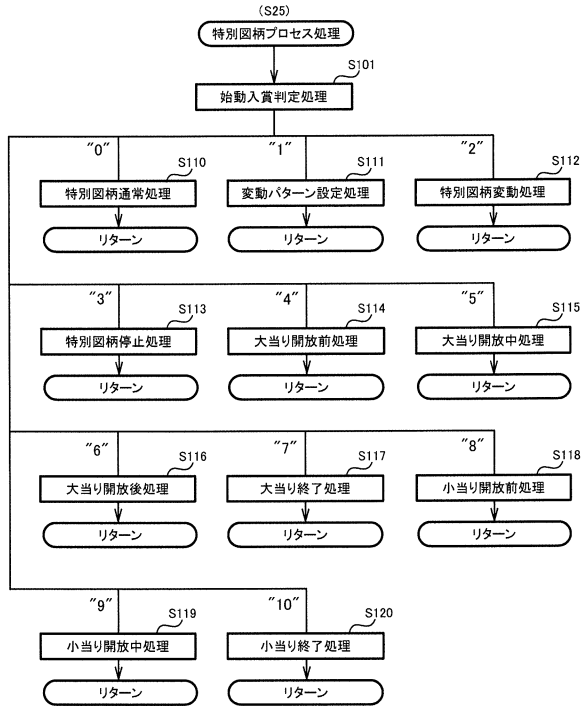 (S25)
特別図柄プロセス処理
S101
始動入賞判定処理
"0"
"1"
"2"
S110
S111
S112
特別図柄通常処理
変動パターン設定処理
特別図柄変動処理
リターン
リターン
リターン
"3"
"4"
"5"
S113
S114
S115
特別図柄停止処理
大当り開放前処理
大当り開放中処理
リターン
リターン
リターン
"6"
"7"
"8"
S116
S117
S118
大当り開放後処理
大当り終了処理
小当り開放前処理
リターン
リターン
リターン
"9"
"10"
S119
S120
小当り開放中処理
小当り終了処理
リターン
リターン